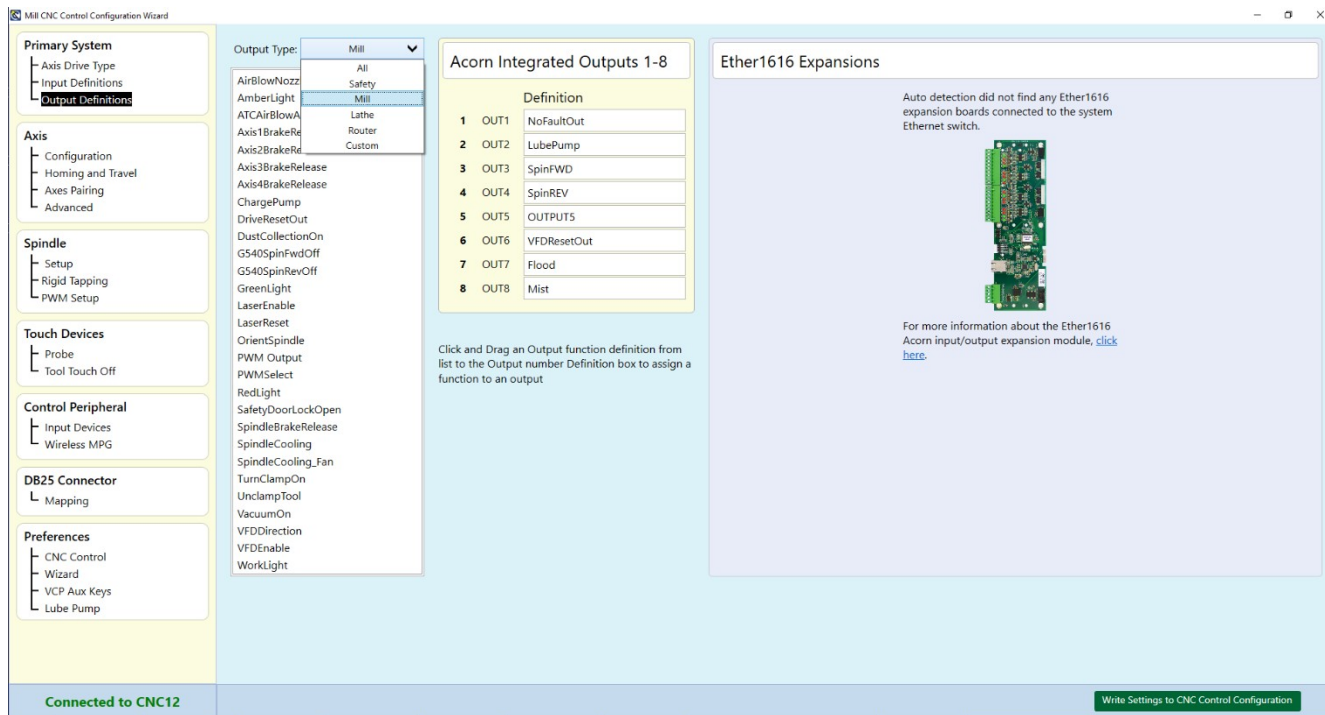 Mill CNC Control Configuration Wizard
Primary System
Axis Drive Type
Input Definitions
Output Definitions
Axis
Configuration
Homing and Travel
Axes Pairing
Advanced
Spindle
Setup
Rigid Tapping
PWM Setup
Touch Devices
Probe
Tool Touch Off
Control Peripheral
Input Devices
Wireless MPG
DB25 Connector
Mapping
Preferences
CNC Control
Wizard
VCP Aux Keys
Lube Pump
Connected to CNC12
Output Type: Mill
All
Safety
Mill
Lathe
Router
Custom
AirBlowNozz
AmberLight
ATCAirBlowA
Axis1BrakeRe
Axis2BrakeRe
Axis3BrakeRelease
Axis4BrakeRelease
ChargePump
DriveResetOut
DustCollectionOn
G540SpinFwdOff
G540SpinRevOff
GreenLight
LaserEnable
LaserReset
OrientSpindle
PWM Output
PWMSelect
RedLight
SafetyDoorLockOpen
SpindleBrakeRelease
SpindleCooling
SpindleCooling_Fan
TurnClampOn
UnclampTool
VacuumOn
VFDDirection
VFDEnable
WorkLight
Acorn Integrated Outputs 1-8
Definition
1 OUT1 NoFaultOut
2 OUT2 LubePump
3 OUT3 SpinFWD
4 OUT4 SpinREV
5 OUT5 OUTPUT5
6 OUT6 VFDResetOut
7 OUT7 Flood
8 OUT8 Mist
Click and Drag an Output function definition from
list to the Output number Definition box to assign a
function to an output
Ether1616 Expansions
Auto detection did not find any Ether1616
expansion boards connected to the system
Ethernet switch.
For more information about the Ether1616
Acorn input/output expansion module, click
here.
Write Settings to CNC Control Configuration